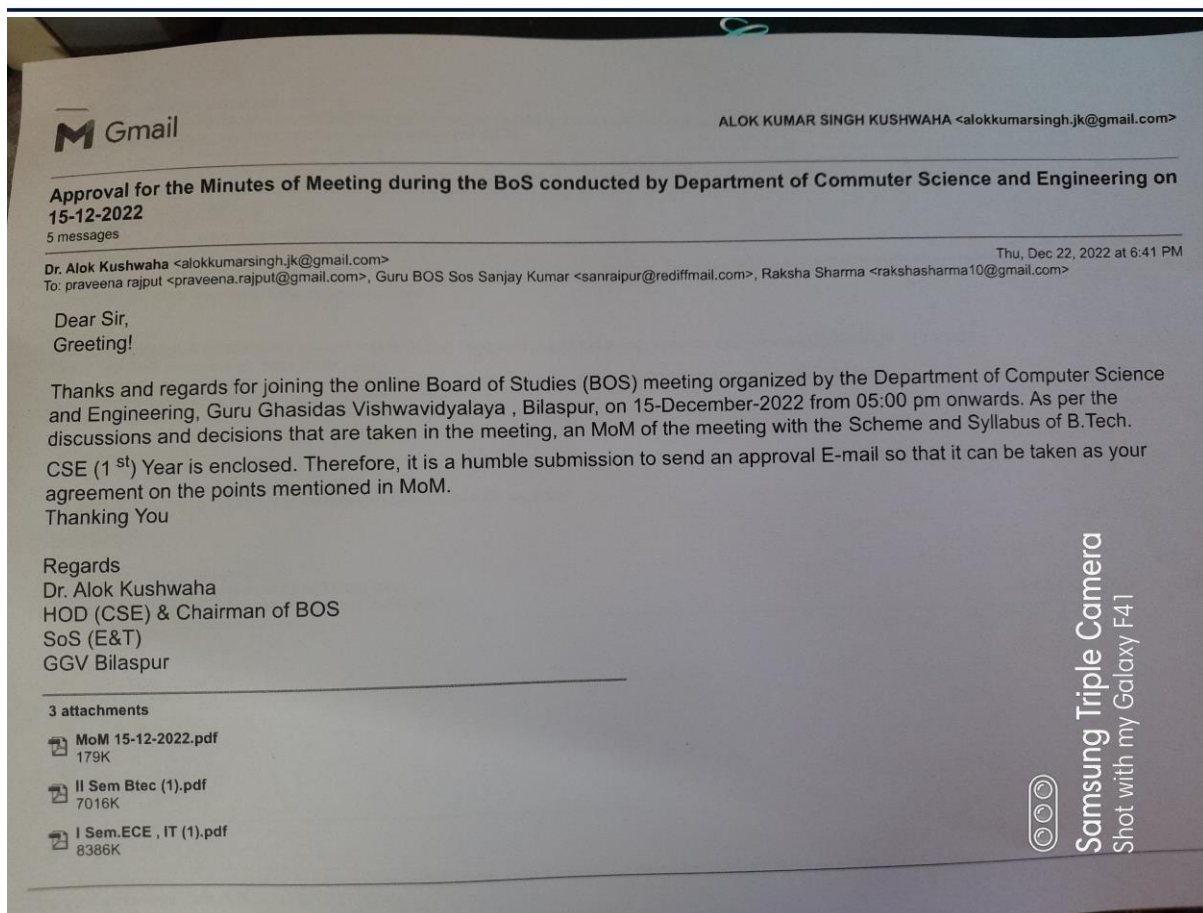 M Gmail
ALOK KUMAR SINGH KUSHWAHA <alokkumarsingh.jk@gmail.com>
Approval for the Minutes of Meeting during the BoS conducted by Department of Commuter Science and Engineering on
15-12-2022
5 messages
Dr. Alok Kushwaha <alokkumarsingh.jk@gmail.com>
Thu, Dec 22, 2022 at 6:41 PM
To: praveena rajput <praveena.rajput@gmail.com>, Guru BOS Sos Sanjay Kumar <sanraipur@rediffmail.com>, Raksha Sharma <rakshasharma10@gmail.com>
Dear Sir,
Greeting!
Thanks and regards for joining the online Board of Studies (BOS) meeting organized by the Department of Computer Science
and Engineering, Guru Ghasidas Vishwavidyalaya , Bilaspur, on 15-December-2022 from 05:00 pm onwards. As per the
discussions and decisions that are taken in the meeting, an MoM of the meeting with the Scheme and Syllabus of B.Tech.
CSE (1 st) Year is enclosed. Therefore, it is a humble submission to send an approval E-mail so that it can be taken as your
agreement on the points mentioned in MoM.
Thanking You
Regards
Dr. Alok Kushwaha
HOD (CSE) & Chairman of BOS
SoS (E&T)
GGV Bilaspur
3 attachments
MoM 15-12-2022.pdf
179K
II Sem Btec (1).pdf
7016K
I Sem.ECE , IT (1).pdf
8386K
Samsung Triple Camera
Shot with my Galaxy F41